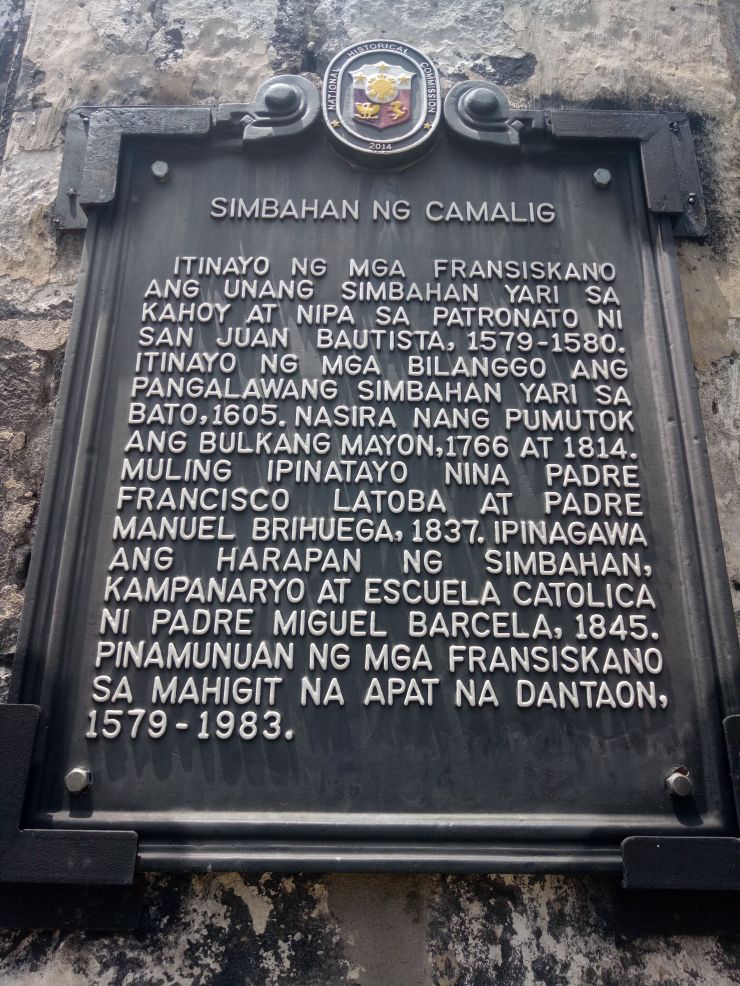 NATIONAL HISTORICAL COMMISSION
2014
SIMBAHAN NG CAMALIG
ITINAYO NG MGA FRANSISKANO
ANG UNANG SIMBAHAN YARI SA
KAHOY AT NIPA SA PATRONATO NI
SAN JUAN BAUTISTA, 1579-1580.
ITINAYO NG MGA BILANGGO ANG
PANGALAWANG SIMBAHAN YARI SA
BATO, 1605. NASIRA NANG PUMUTOK
ANG BULKANG MAYON, 1766 AT 1814.
MULING IPINATAYO NINA PADRE
FRANCISCO LATOBA AT PADRE
MANUEL BRIHUEGA, 1837. IPINAGAWA
ANG HARAPAN NG SIMBAHAN,
KAMPANARYO AT ESCUELA CATOLICA
NI PADRE MIGUEL BARCELA, 1845.
PINAMUNUAN NG MGA FRANSISKANO
SA MAHIGIT NA APAT NA DANTAON,
1579-1983.